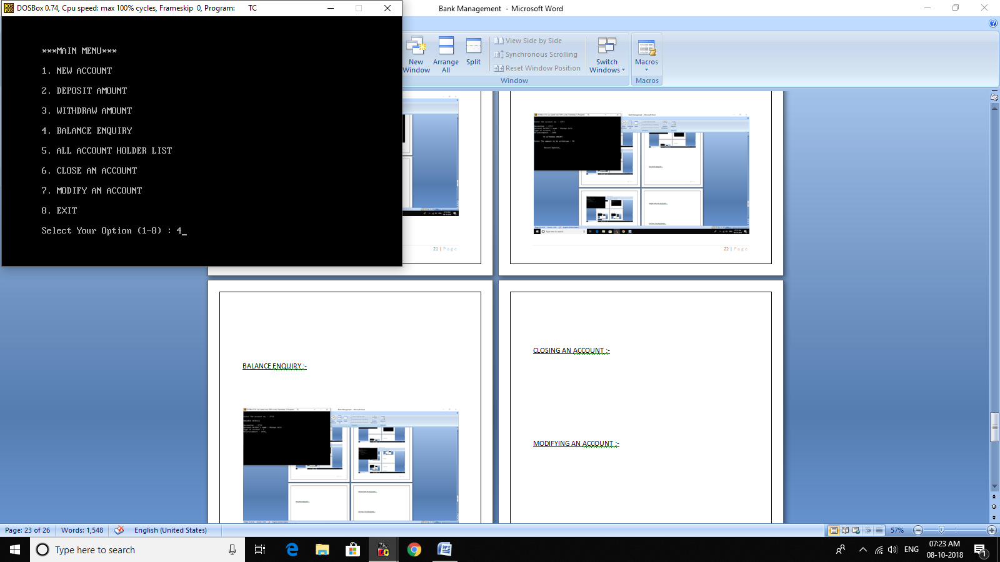 DOSBox 0.74, Cpu speed: max 100% cycles, Frameskip 0, Program: TC
***MAIN MENU***
1. NEW ACCOUNT
2. DEPOSIT AMOUNT
3. WITHDRAW AMOUNT
4. BALANCE ENQUIRY
5. ALL ACCOUNT HOLDER LIST
6. CLOSE AN ACCOUNT
7. MODIFY AN ACCOUNT
8. EXIT
Select Your Option (1-8) : 4_
Bank Management - Microsoft Word
New Window
Arrange All
Split
View Side by Side
Synchronous Scrolling
Reset Window Position
Switch Windows
Macros
Window
Macros
21 | Page
22 | Page
BALANCE ENQUIRY :-
CLOSING AN ACCOUNT :-
MODIFYING AN ACCOUNT :-
Page: 23 of 26
Words: 1,548
English (United States)
57%
Type here to search
ENG
07:23 AM
08-10-2018
1